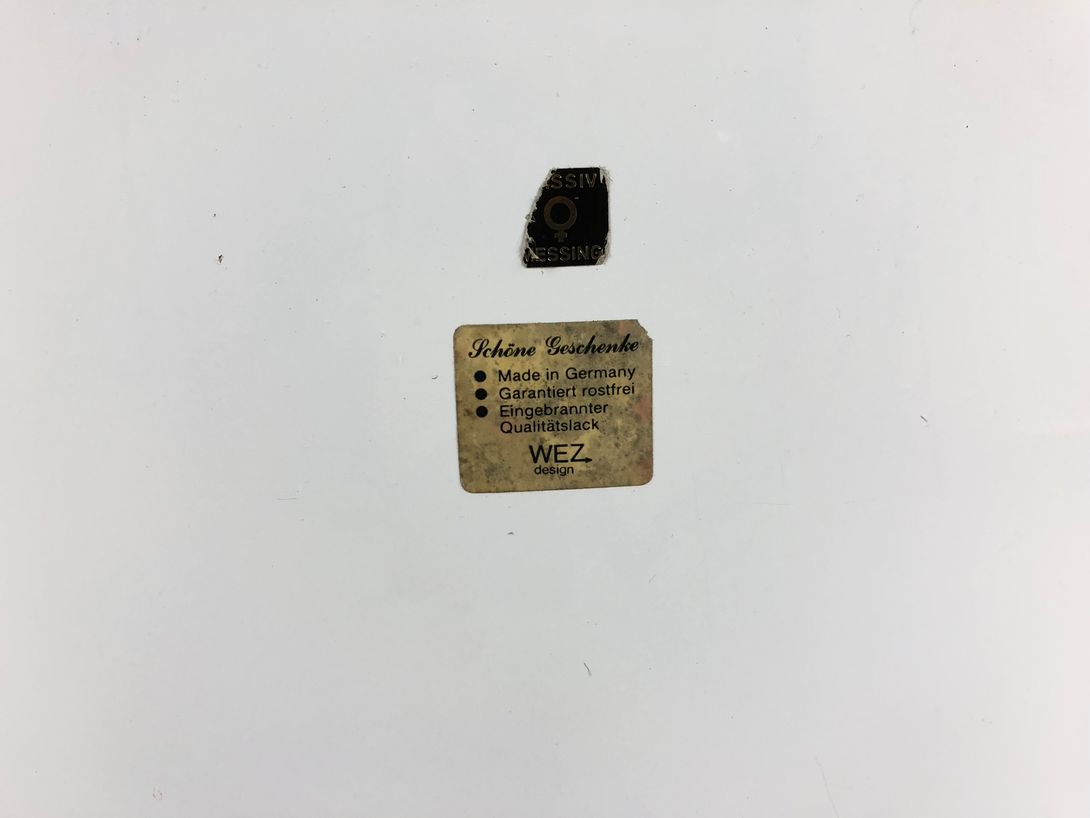 SSIV
ESSING
Schöne Geschenke
● Made in Germany
● Garantiert rostfrei
● Eingebrannter
Qualitätslack
WEZ
design